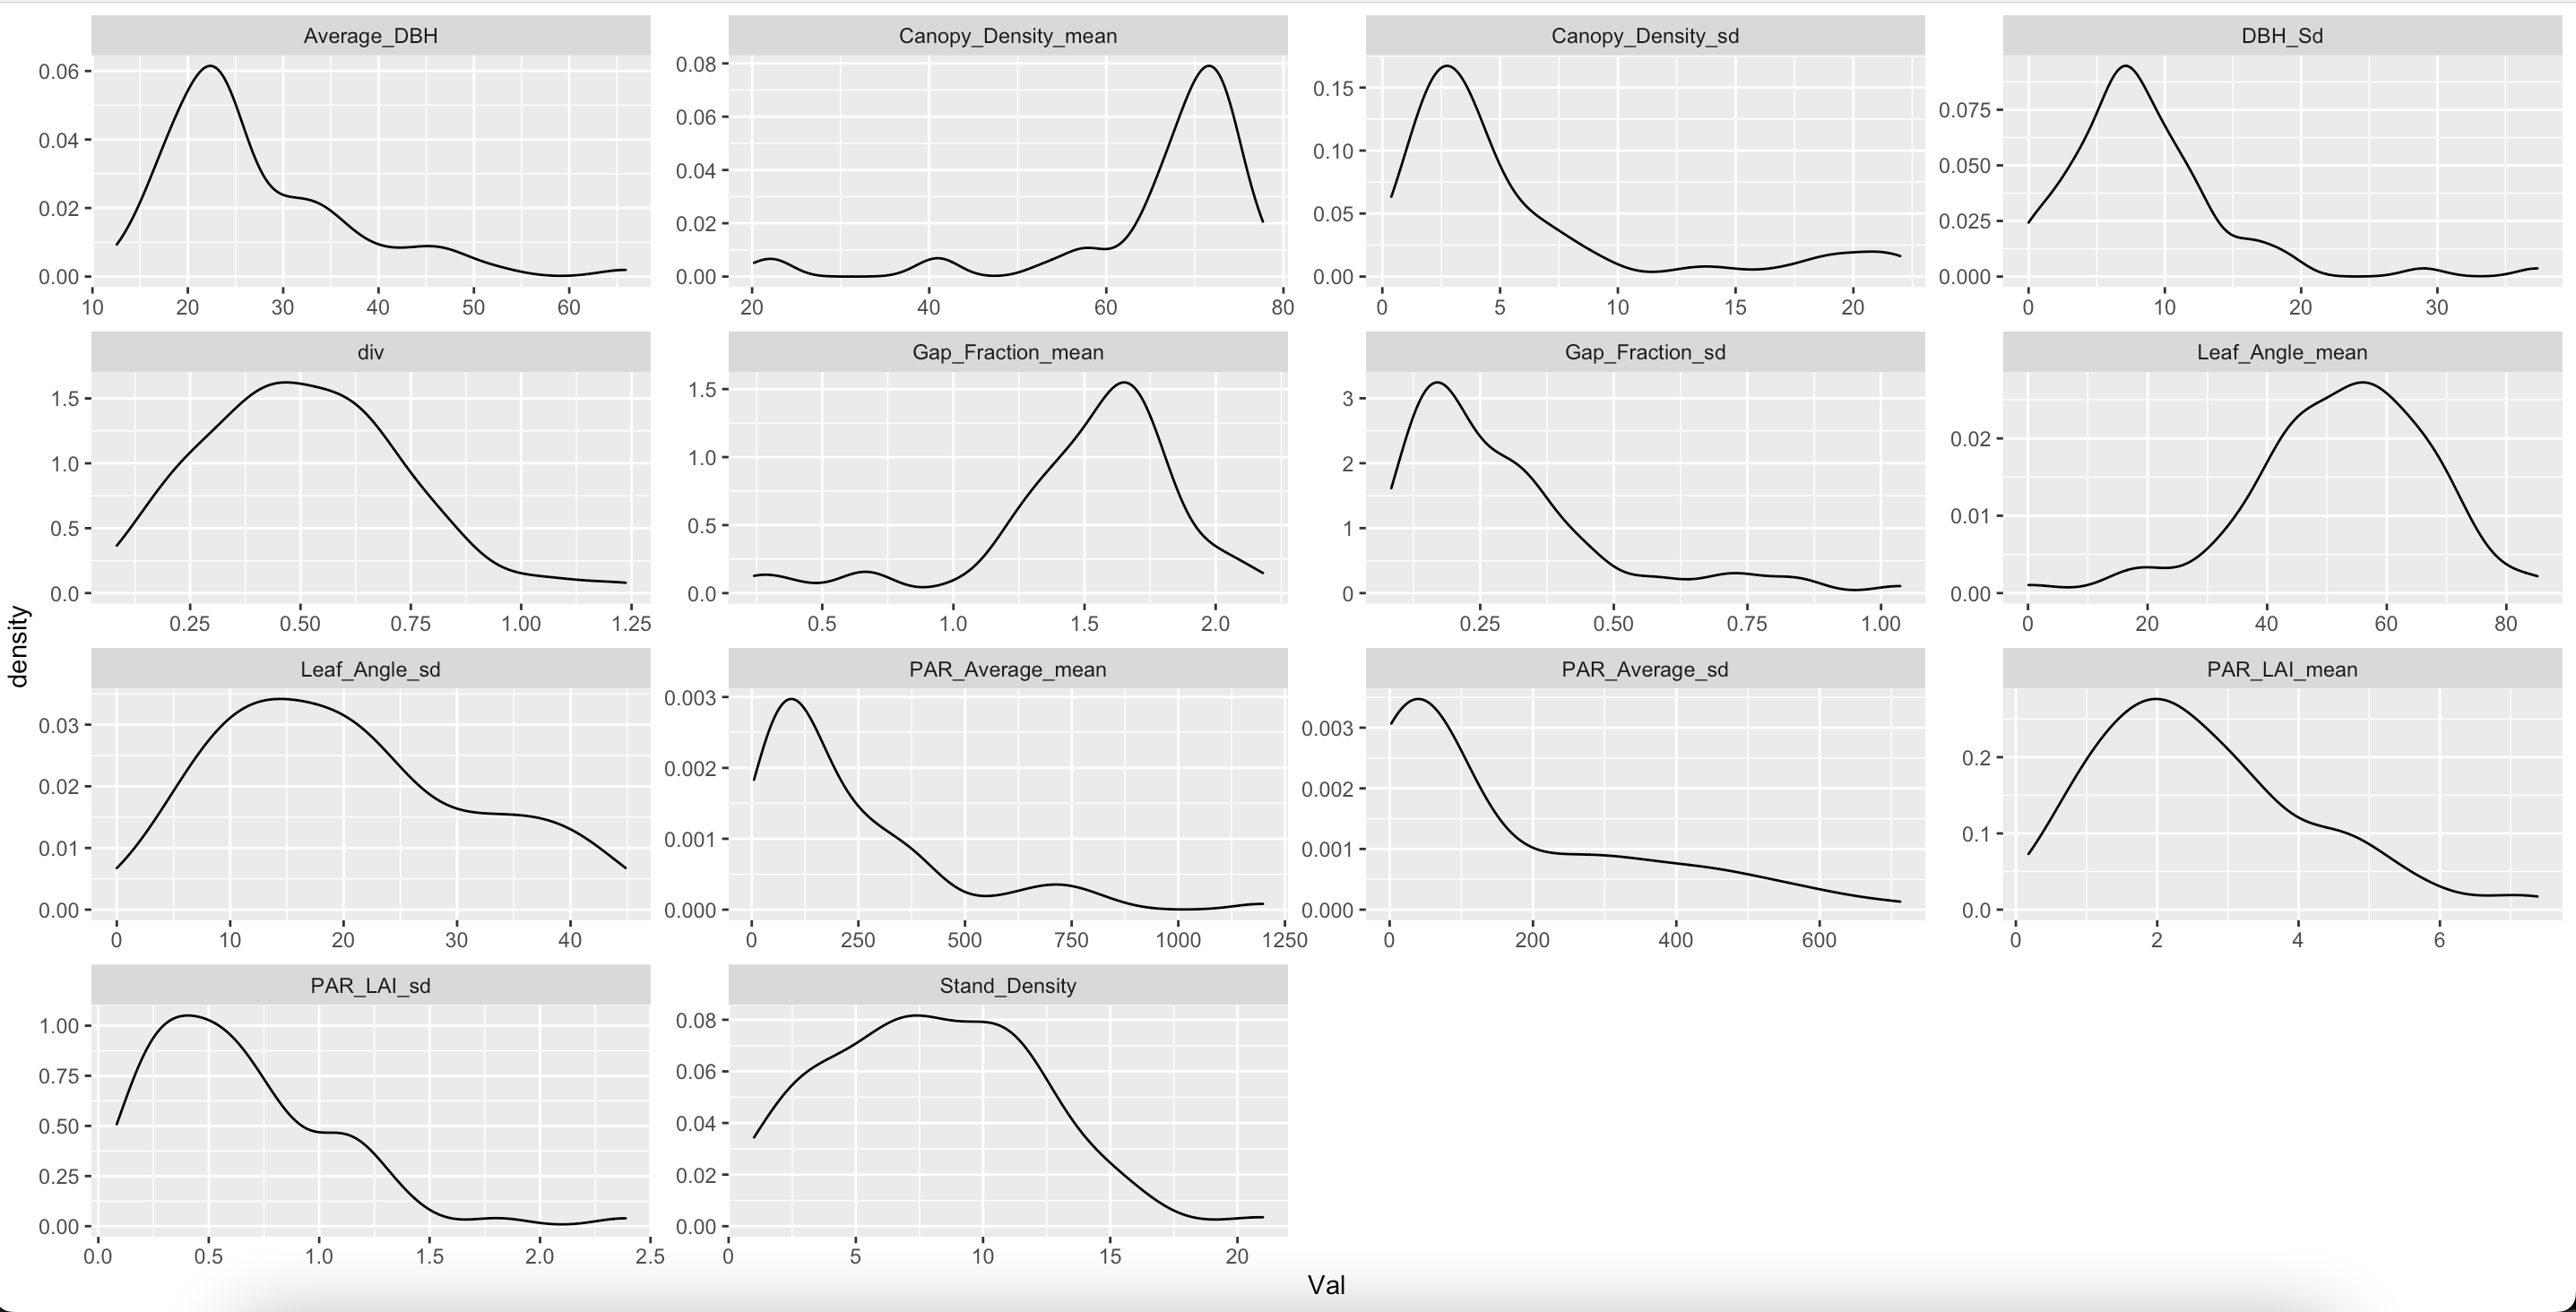 Average_DBH
Canopy_Density_mean
Canopy_Density_sd
DBH_Sd
0.06
0.04
0.02
0.00
10 20 30 40 50 60
0.08
0.06
0.04
0.02
0.00
20 40 60 80
0.15
0.10
0.05
0.00
0 5 10 15 20
0.075
0.050
0.025
0.000
0 10 20 30
div
Gap_Fraction_mean
Gap_Fraction_sd
Leaf_Angle_mean
1.5
1.0
0.5
0.0
0.25 0.50 0.75 1.00 1.25
1.5
1.0
0.5
0.0
0.5 1.0 1.5 2.0
3
2
1
0
0.25 0.50 0.75 1.00
0.02
0.01
0.00
0 20 40 60 80
density
Leaf_Angle_sd
PAR_Average_mean
PAR_Average_sd
PAR_LAI_mean
0.03
0.02
0.01
0.00
0 10 20 30 40
0.003
0.002
0.001
0.000
0 250 500 750 1000 1250
0.003
0.002
0.001
0.000
0 200 400 600
0.2
0.1
0.0
0 2 4 6
PAR_LAI_sd
Stand_Density
1.00
0.75
0.50
0.25
0.00
0.0 0.5 1.0 1.5 2.0 2.5
0.08
0.06
0.04
0.02
0.00
0 5 10 15 20
Val